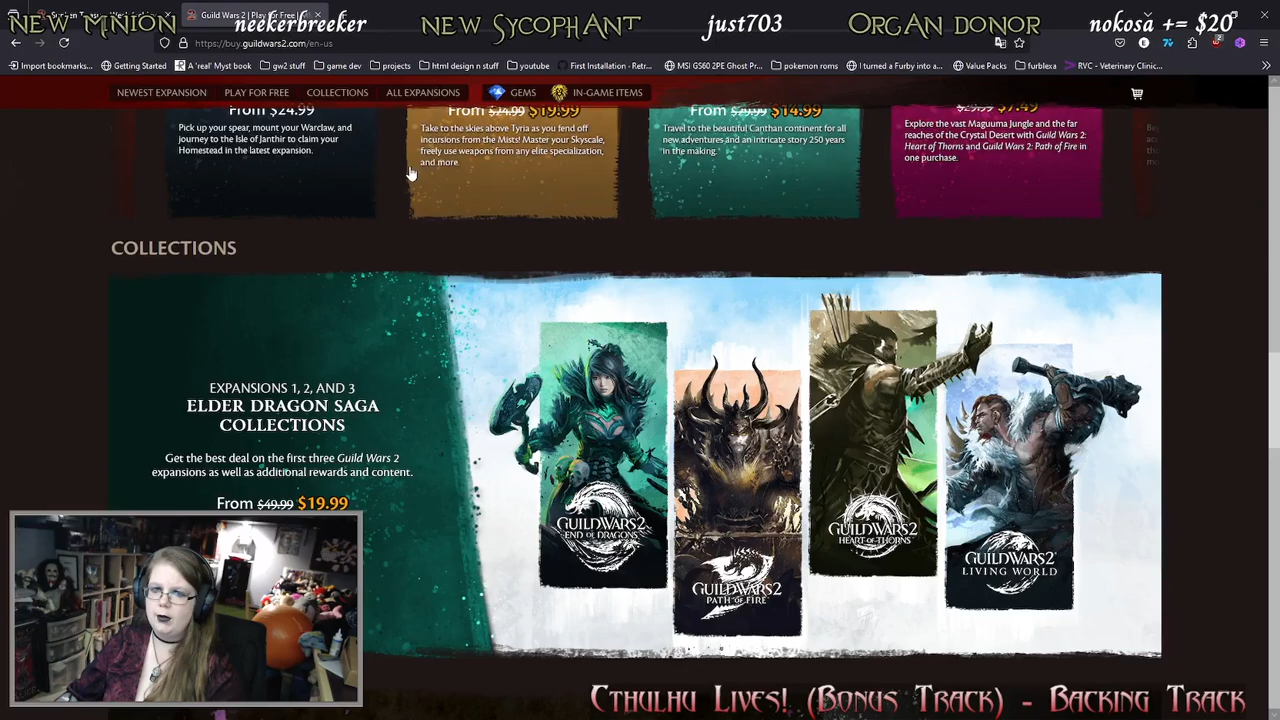 NEW MINION neekerbreeker NEW SYCOPHANT just703 ORGAN DONOR nokosa += $20
Guild Wars 2 | Play for Free
https://buy.guildwars2.com/en-us
Import bookmarks... Getting Started A 'real' Myst book gw2 stuff game dev projects html design n stuff youtube First Installation - Retr... MSI GS60 2PE Ghost Pr... pokemon roms I turned a Furby into a... Value Packs furblexa RVC - Veterinary Clinic...
NEWEST EXPANSION PLAY FOR FREE COLLECTIONS ALL EXPANSIONS GEMS IN-GAME ITEMS
From $24.99
Pick up your spear, mount your Warclaw, and
journey to the Isle of Janthir to claim your
Homestead in the latest expansion.
From $24.99 $19.99
Take to the skies above Tyria as you fend off
incursions from the Mists! Master your Skyscale,
freely use weapons from any elite specialization,
and more.
From $29.99 $14.99
Travel to the beautiful Canthan continent for all
new adventures and an intricate story 250 years
in the making.
$29.99 $7.49
Explore the vast Maguuma Jungle and the far
reaches of the Crystal Desert with Guild Wars 2:
Heart of Thorns and Guild Wars 2: Path of Fire in
one purchase.
COLLECTIONS
EXPANSIONS 1, 2, AND 3
ELDER DRAGON SAGA
COLLECTIONS
Get the best deal on the first three Guild Wars 2
expansions as well as additional rewards and content.
From $49.99 $19.99
GUILD WARS 2
END OF DRAGONS
GUILD WARS 2
PATH OF FIRE
GUILD WARS 2
HEART OF THORNS
GUILD WARS 2
LIVING WORLD
Cthulhu Lives! (Bonus Track) - Backing Track